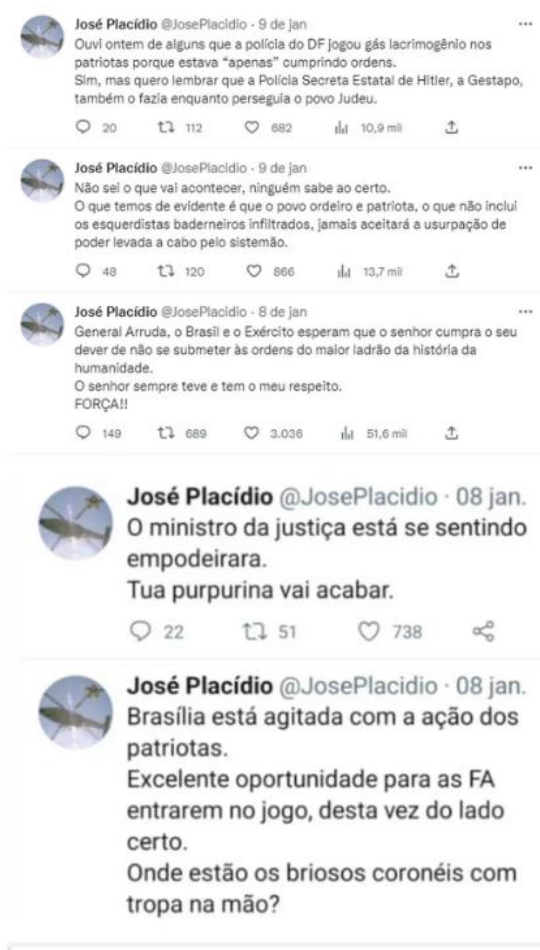 José Placídio @JosePlacidio · 9 de jan
Ouvi ontem de alguns que a polícia do DF jogou gás lacrimogênio nos
patriotas porque estava “apenas” cumprindo ordens.
Sim, mas quero lembrar que a Polícia Secreta Estatal de Hitler, a Gestapo,
também o fazia enquanto perseguia o povo Judeu.
20 112 682 10,9 mil
José Placídio @JosePlacidio · 9 de jan
Não sei o que vai acontecer, ninguém sabe ao certo.
O que temos de evidente é que o povo ordeiro e patriota, o que não inclui
os esquerdistas baderneiros infiltrados, jamais aceitará a usurpação de
poder levada a cabo pelo sistemão.
48 120 866 13,7 mil
José Placídio @JosePlacidio · 8 de jan
General Arruda, o Brasil e o Exército esperam que o senhor cumpra o seu
dever de não se submeter às ordens do maior ladrão da história da
humanidade.
O senhor sempre teve e tem o meu respeito.
FORÇA!!
149 689 3.036 51,6 mil
José Placídio @JosePlacidio · 08 jan.
O ministro da justiça está se sentindo
empodeirara.
Tua purpurina vai acabar.
22 51 738
José Placídio @JosePlacidio · 08 jan.
Brasília está agitada com a ação dos
patriotas.
Excelente oportunidade para as FA
entrarem no jogo, desta vez do lado
certo.
Onde estão os briosos coronéis com
tropa na mão?